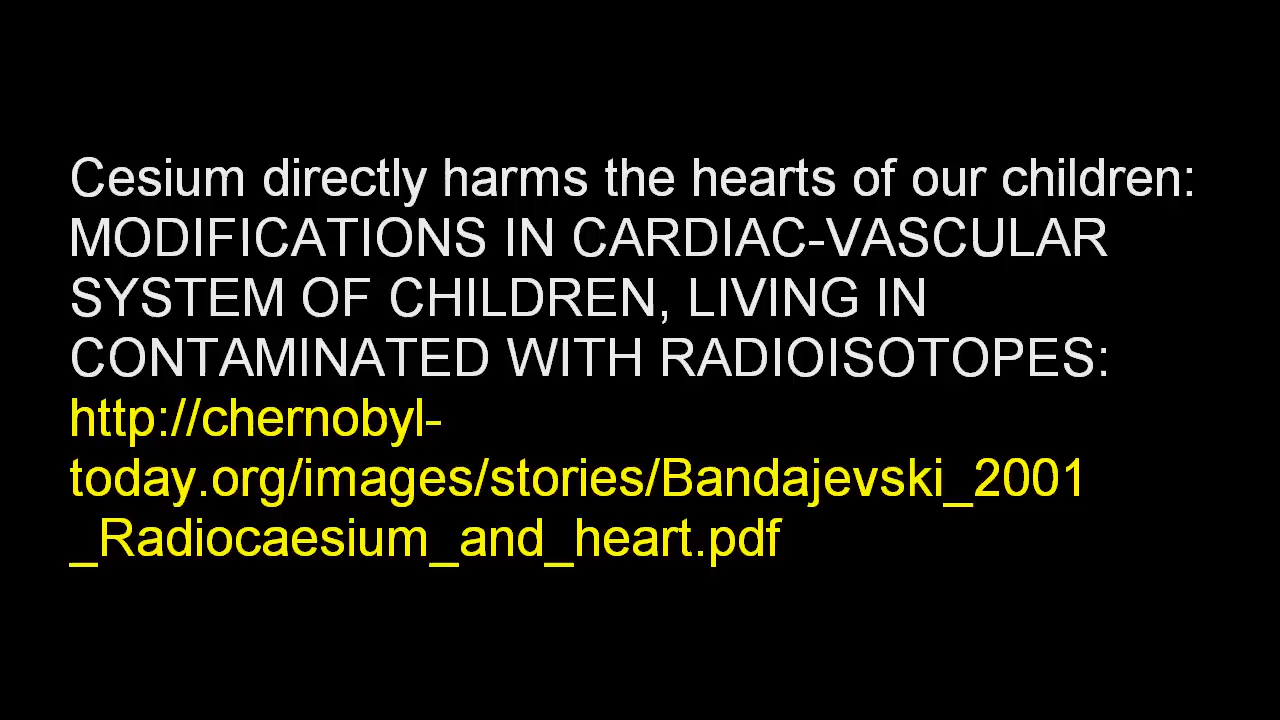 Cesium directly harms the hearts of our children:
MODIFICATIONS IN CARDIAC-VASCULAR
SYSTEM OF CHILDREN, LIVING IN
CONTAMINATED WITH RADIOISOTOPES:
http://chernobyl-
today.org/images/stories/Bandajevski_2001
_Radiocaesium_and_heart.pdf